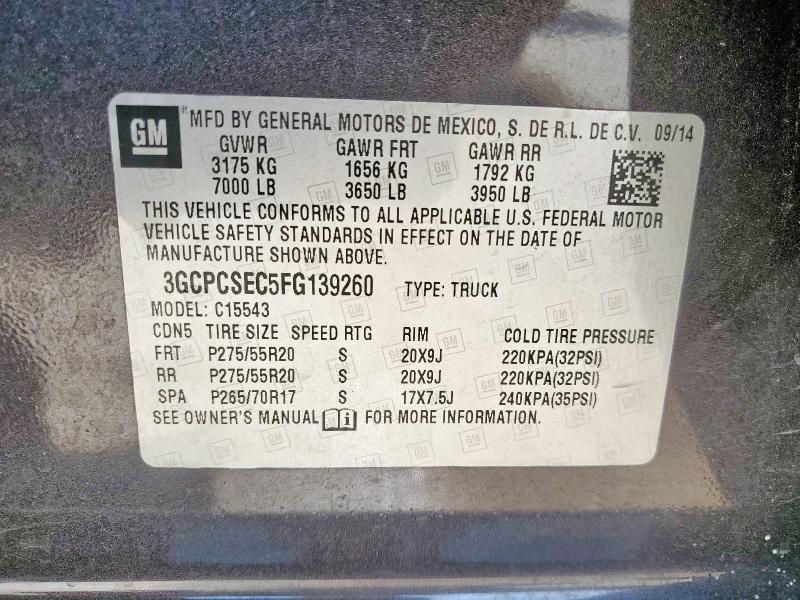 GM MFD BY GENERAL MOTORS DE MEXICO, S. DE R.L. DE C.V. 09/14
GVWR GAWR FRT GAWR RR
3175 KG 1656 KG 1792 KG
7000 LB 3650 LB 3950 LB
THIS VEHICLE CONFORMS TO ALL APPLICABLE U.S. FEDERAL MOTOR
VEHICLE SAFETY STANDARDS IN EFFECT ON THE DATE OF
MANUFACTURE SHOWN ABOVE.
3GCPCSEC5FG139260 TYPE: TRUCK
MODEL: C15543
CDN5 TIRE SIZE SPEED RTG RIM COLD TIRE PRESSURE
FRT P275/55R20 S 20X9J 220KPA(32PSI)
RR P275/55R20 S 20X9J 220KPA(32PSI)
SPA P265/70R17 S 17X7.5J 240KPA(35PSI)
SEE OWNER'S MANUAL FOR MORE INFORMATION.